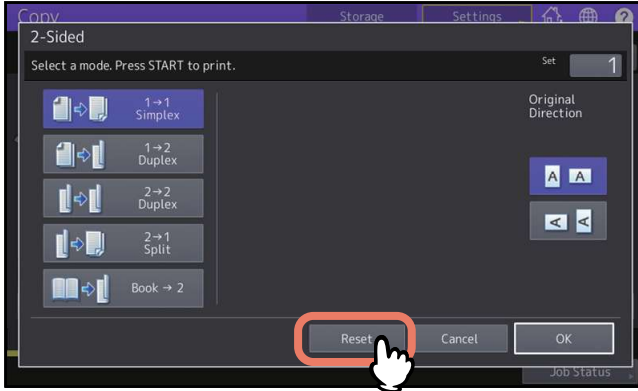 Copy
Storage
Settings
?
2-Sided
Select a mode. Press START to print.
Set
1
1→1
Simplex
1→2
Duplex
2→2
Duplex
2→1
Split
Book → 2
Original
Direction
A A
A A
Reset
Cancel
OK
Job Status